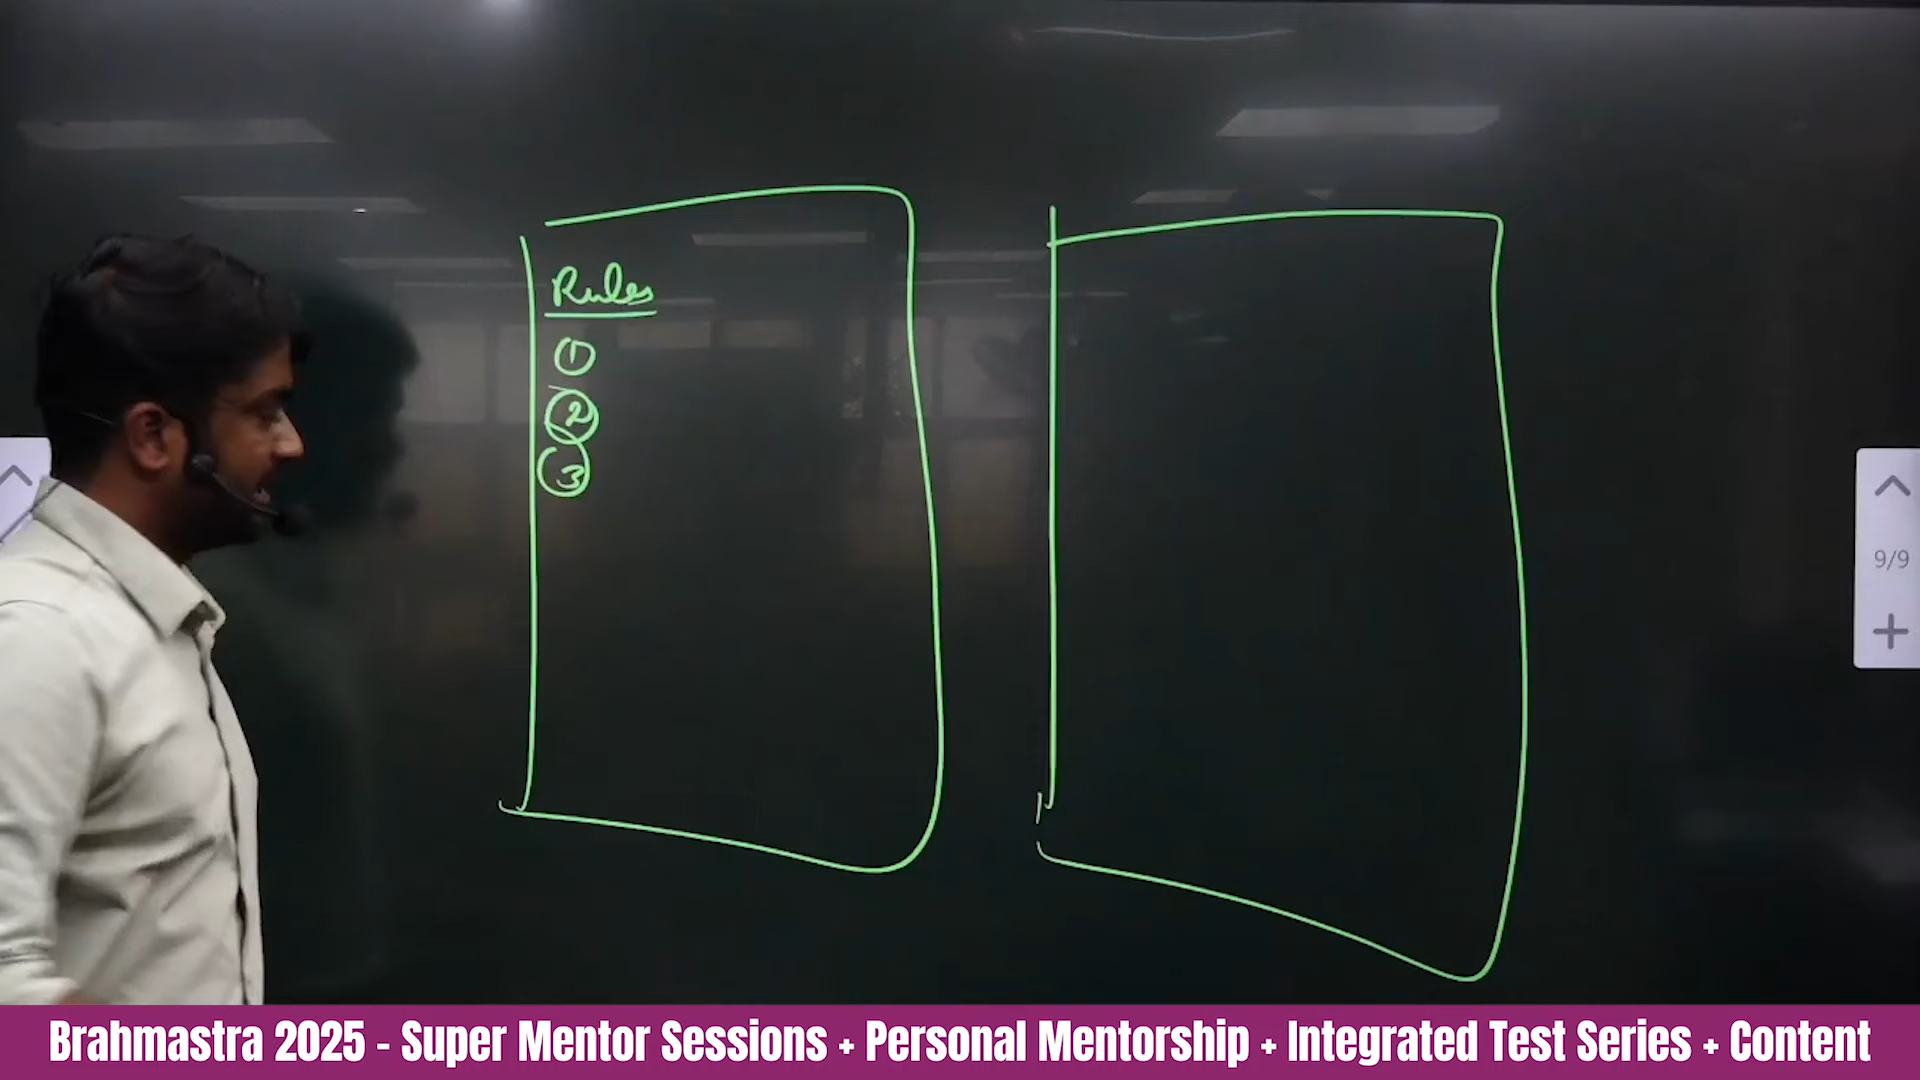 Rules
1
2
3
9/9
Brahmastra 2025 - Super Mentor Sessions + Personal Mentorship + Integrated Test Series + Content